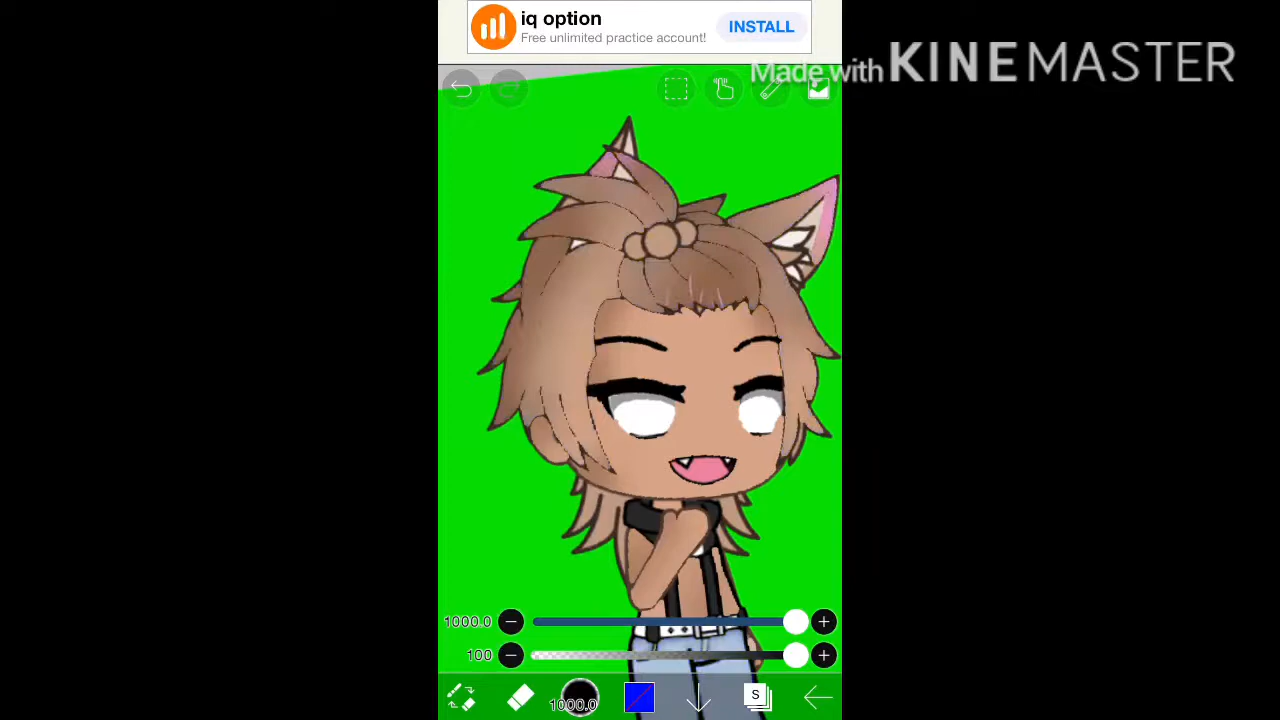 iq option
Free unlimited practice account!
INSTALL
Made with KINEMASTER
1000.0
100
1000.0
S